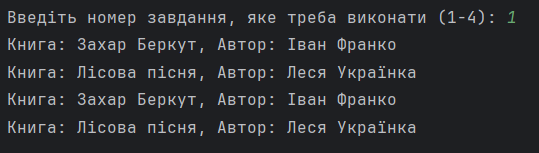 Введіть номер завдання, яке треба виконати (1-4): 1
Книга: Захар Беркут, Автор: Іван Франко
Книга: Лісова пісня, Автор: Леся Українка
Книга: Захар Беркут, Автор: Іван Франко
Книга: Лісова пісня, Автор: Леся Українка